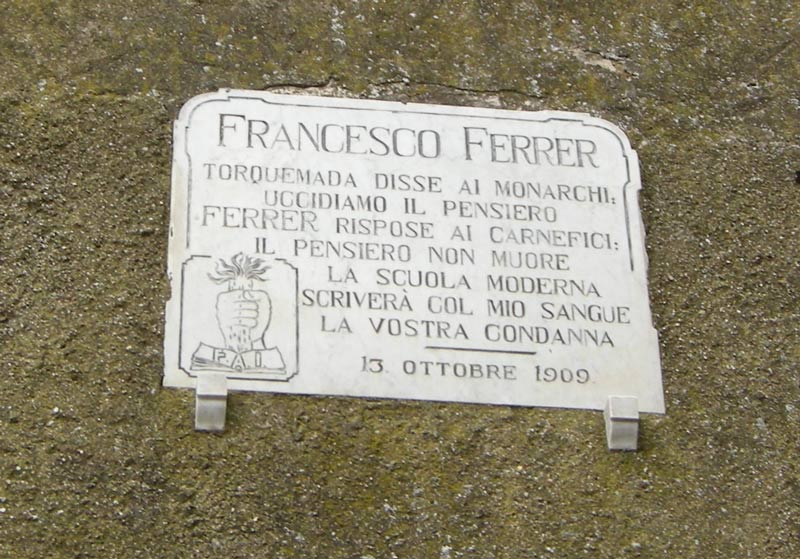 FRANCESCO FERRER
TORQUEMADA DISSE AI MONARCHI:
UCCIDIAMO IL PENSIERO
FERRER RISPOSE AI CARNEFICI:
IL PENSIERO NON MUORE
LA SCUOLA MODERNA
SCRIVERÀ COL MIO SANGUE
LA VOSTRA CONDANNA
P.A.I.
13 OTTOBRE 1909.